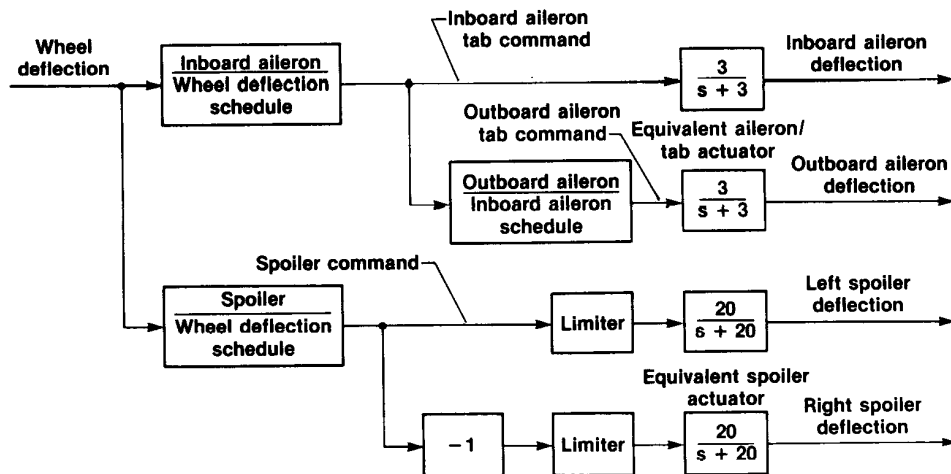 Wheel
deflection
Inboard aileron
Wheel deflection
schedule
Inboard aileron
tab command
3
s + 3
Inboard aileron
deflection
Outboard aileron
tab command
Outboard aileron
Inboard aileron
schedule
Equivalent aileron/
tab actuator
3
s + 3
Outboard aileron
deflection
Spoiler
Wheel deflection
schedule
Spoiler command
Limiter
20
s + 20
Left spoiler
deflection
−1
Limiter
Equivalent spoiler
actuator
20
s + 20
Right spoiler
deflection